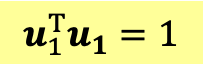 𝒖₁ᵀ𝒖₁ = 1